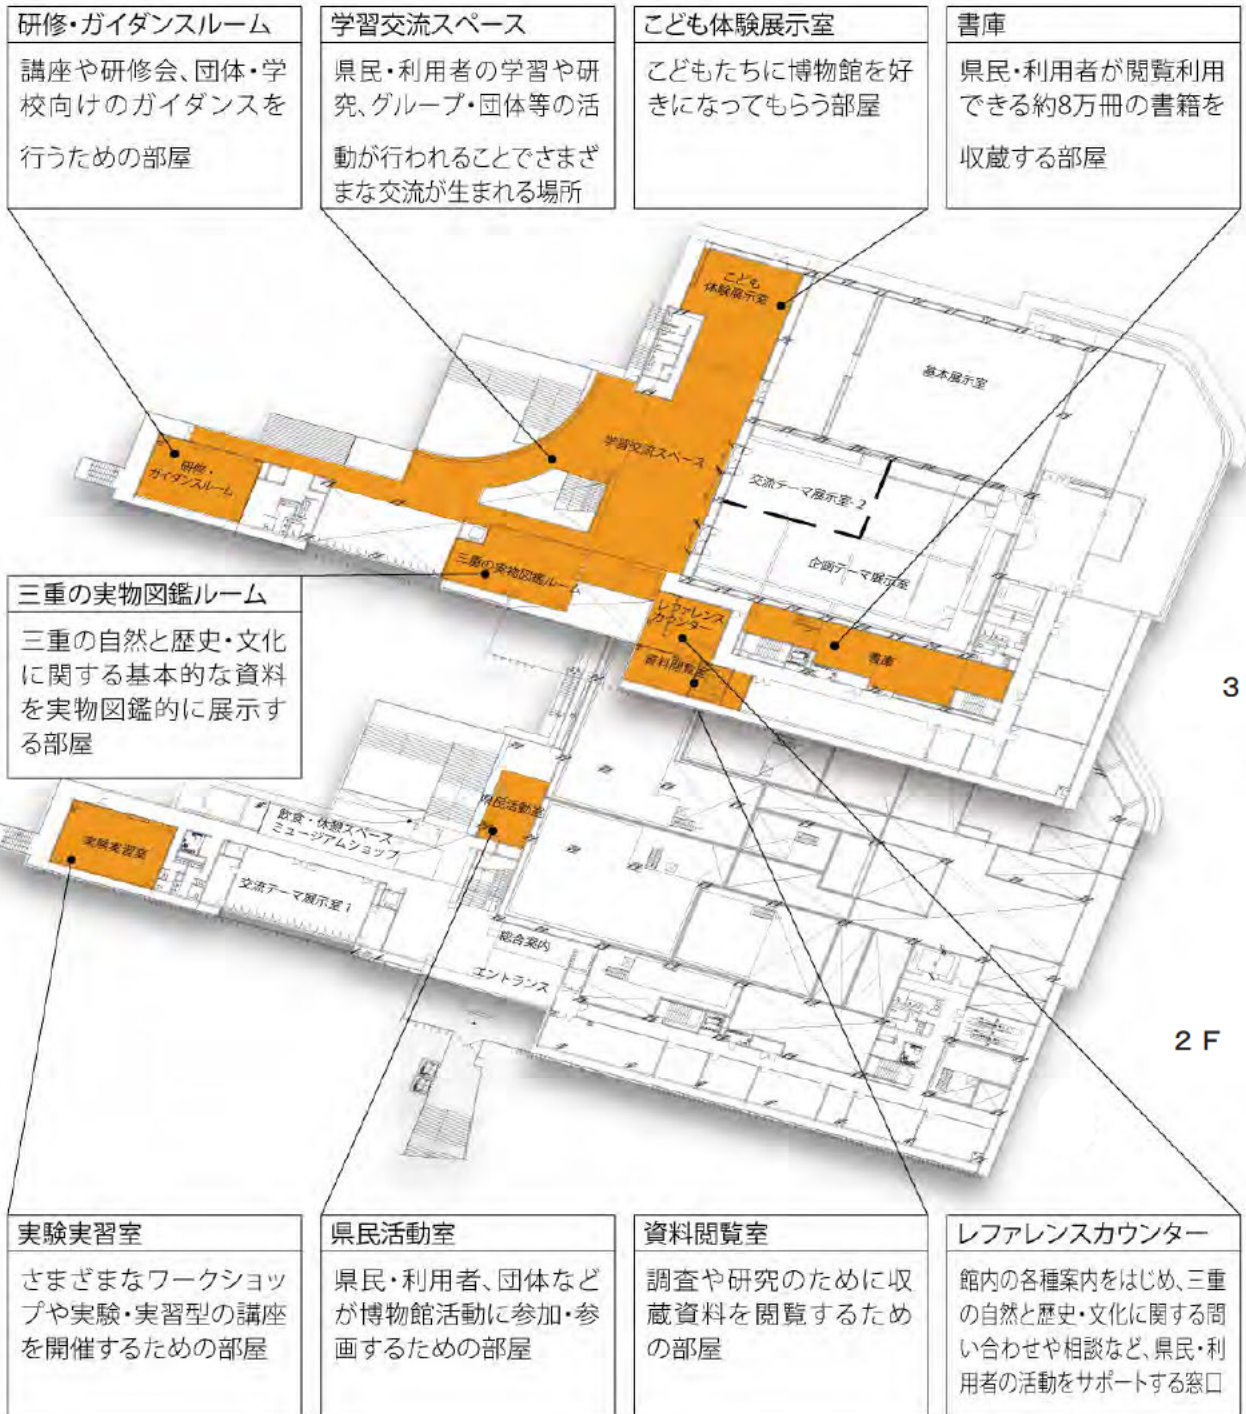 研修・ガイダンスルーム
講座や研修会、団体・学
校向けのガイダンスを
行うための部屋
学習交流スペース
県民・利用者の学習や研
究、グループ・団体等の活
動が行われることでさまざ
まな交流が生まれる場所
こども体験展示室
こどもたちに博物館を好
きになってもらう部屋
書庫
県民・利用者が閲覧利用
できる約8万冊の書籍を
収蔵する部屋
こども
体験展示室
基本展示室
学習交流スペース
研修・
ガイダンスルーム
交流テーマ展示室-2
企画テーマ展示室
三重の実物図鑑ルーム
レファレンス
カウンター
資料閲覧室
書庫
3
三重の実物図鑑ルーム
三重の自然と歴史・文化
に関する基本的な資料
を実物図鑑的に展示す
る部屋
県民活動室
飲食・休憩スペース
ミュージアムショップ
実験実習室
交流テーマ展示室1
総合案内
エントランス
2 F
実験実習室
さまざまなワークショッ
プや実験・実習型の講座
を開催するための部屋
県民活動室
県民・利用者、団体など
が博物館活動に参加・参
画するための部屋
資料閲覧室
調査や研究のために収
蔵資料を閲覧するため
の部屋
レファレンスカウンター
館内の各種案内をはじめ、三重
の自然と歴史・文化に関する問
い合わせや相談など、県民・利
用者の活動をサポートする窓口